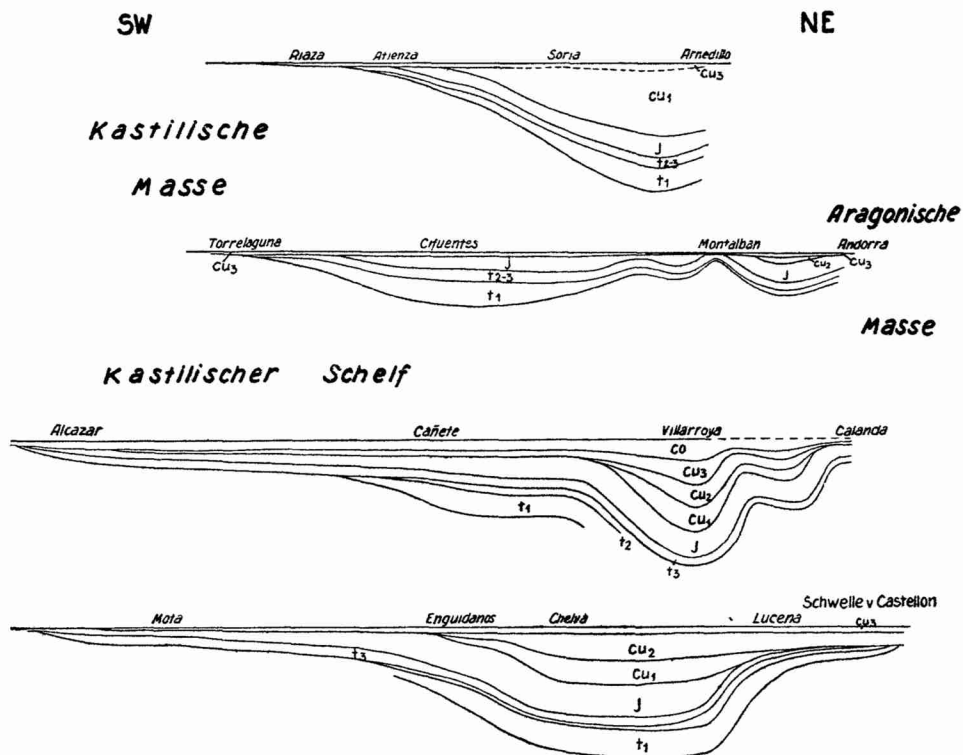 SW NE
Riaza Atienza Soria Arnedillo
cu3
cu1
Kastilische
J
t2-3
Masse
t1
Aragonische
Torrelaguna Cifuentes Montalbán Andorra
cu3 J cu2 cu3
t2-3 J
t1
Masse
Kastilischer Schelf
Alcazar Cañete Villarroya Calanda
co
cu3
cu2
t1 cu1
t2 J
t3
Schwelle v Castellon
Mota Enguidanos Chelva Lucena cu3
t3 cu2
cu1
J
t1